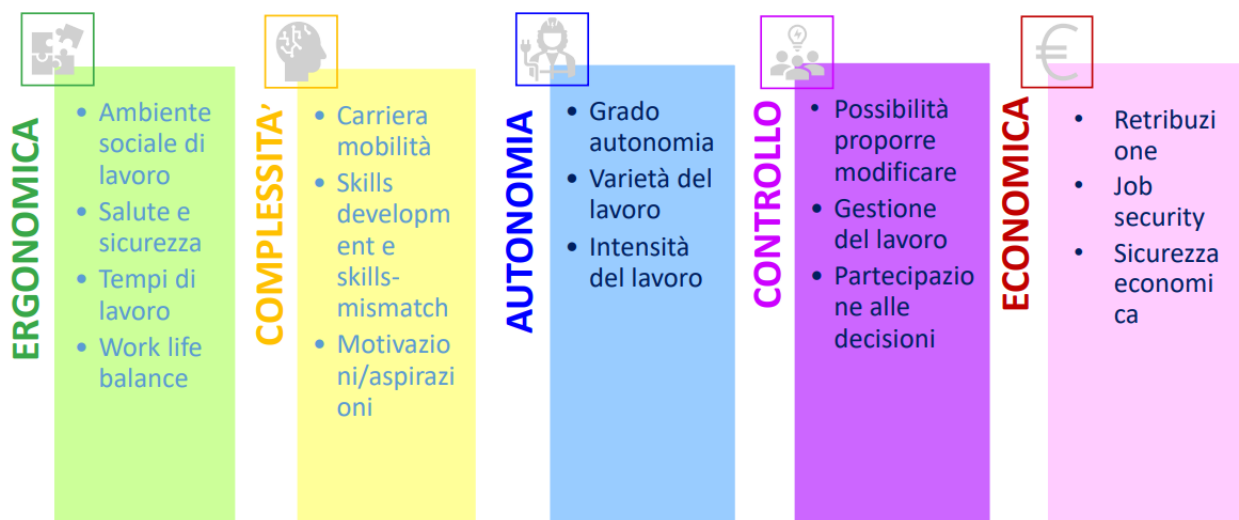 ERGONOMICA
• Ambiente
sociale di
lavoro
• Salute e
sicurezza
• Tempi di
lavoro
• Work life
balance
COMPLESSITA’
• Carriera
mobilità
• Skills
developm
ent e
skills-
mismatch
• Motivazio
ni/aspirazi
oni
AUTONOMIA
• Grado
autonomia
• Varietà del
lavoro
• Intensità
del lavoro
CONTROLLO
• Possibilità
proporre
modificare
• Gestione
del lavoro
• Partecipazio
ne alle
decisioni
€
ECONOMICA
• Retribuzi
one
• Job
security
• Sicurezza
economi
ca